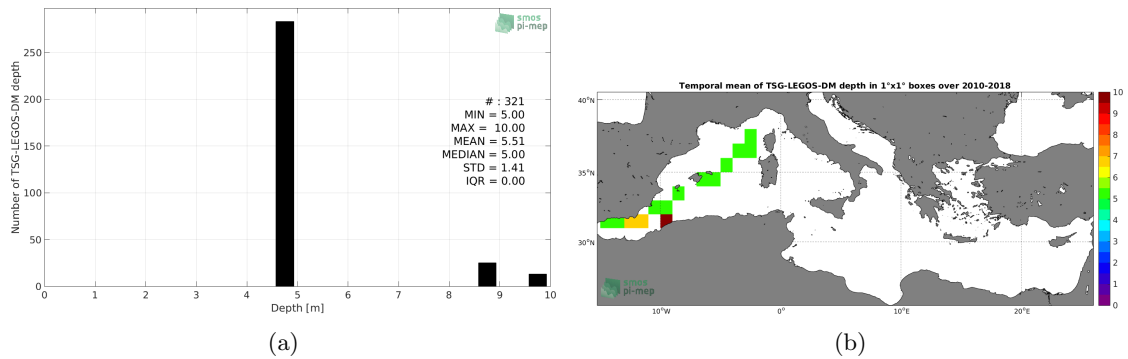 smos
pi-mep
Number of TSG-LEGOS-DM depth
250
200
150
100
50
0
# : 321
MIN = 5.00
MAX = 10.00
MEAN = 5.51
MEDIAN = 5.00
STD = 1.41
IQR = 0.00
0 1 2 3 4 5 6 7 8 9 10
Depth [m]
(a)
Temporal mean of TSG-LEGOS-DM depth in 1°x1° boxes over 2010-2018
40°N
35°N
30°N
10°W 0° 10°E 20°E
smos
pi-mep
10
9
8
7
6
5
4
3
2
1
0
(b)